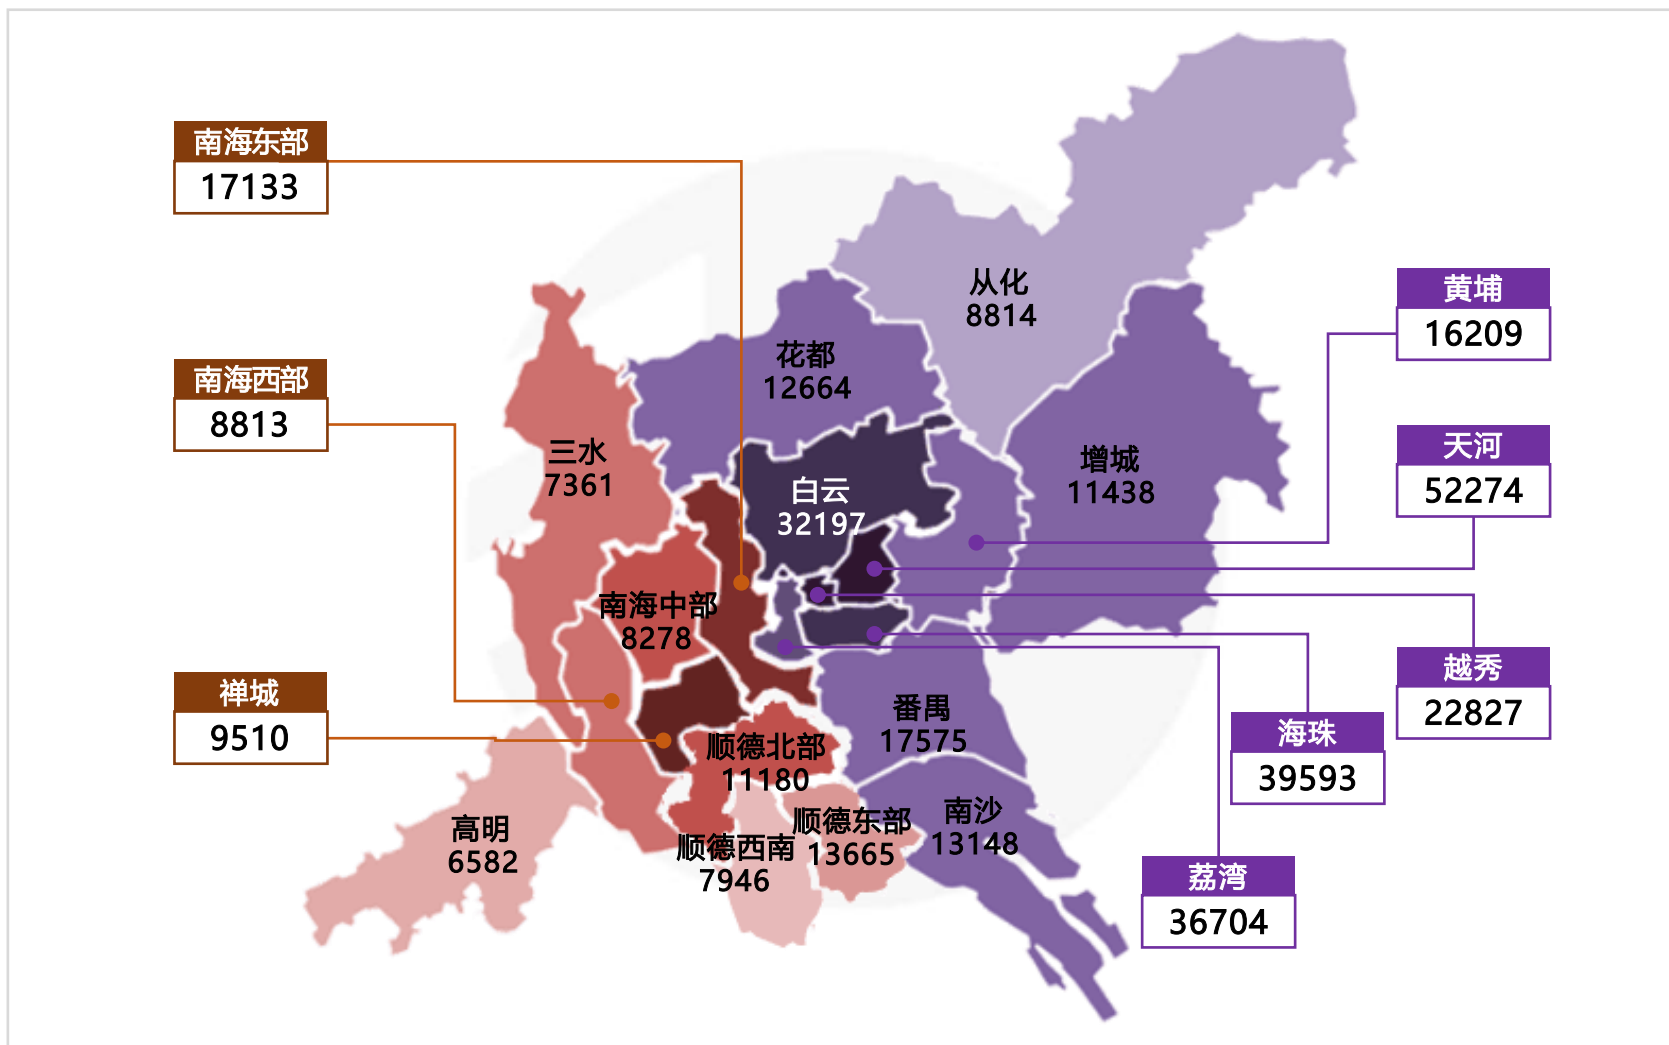 南海东部
17133
从化
8814
黄埔
16209
花都
12664
南海西部
8813
天河
52274
三水
7361
增城
11438
白云
32197
南海中部
8278
禅城
9510
越秀
22827
番禺
17575
海珠
39593
顺德北部
11180
南沙
13148
顺德东部
13665
高明
6582
顺德西南
7946
荔湾
36704